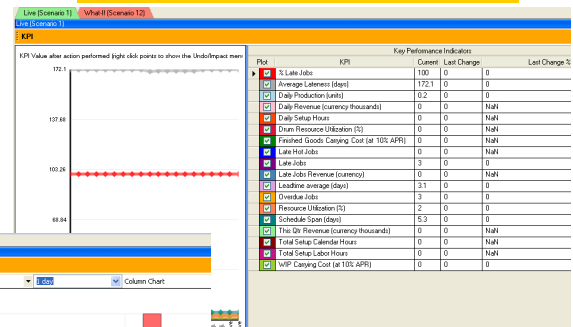 Live (Scenario 1) What-If (Scenario 12)
Live (Scenario 1)
KPI
KPI Value after action performed (right click points to show the Undo/Impact menu
172.1
137.68
103.26
68.84
Key Performance Indicators
Plot KPI Current Last Change Last Change %
% Late Jobs 100 0 0
Average Lateness (days) 172.1 0 0
Daily Production (units) 0.2 0 0
Daily Revenue (currency thousands) 0 0 NaN
Daily Setup Hours 0 0 NaN
Drum Resource Utilization (%) 0 0 NaN
Finished Goods Carrying Cost (at 10% APR) 0 0 NaN
Late Hot Jobs 0 0 NaN
Late Jobs 3 0 0
Late Jobs Revenue (currency) 0 0 NaN
Leadtime average (days) 3.1 0 0
Overdue Jobs 3 0 0
Resource Utilization (%) 2 0 0
Schedule Span (days) 5.3 0 0
This Qtr Revenue (currency thousands) 0 0 NaN
Total Setup Calendar Hours 0 0 NaN
Total Setup Labor Hours 0 0 NaN
WIP Carrying Cost (at 10% APR) 0 0 0
1 day Column Chart